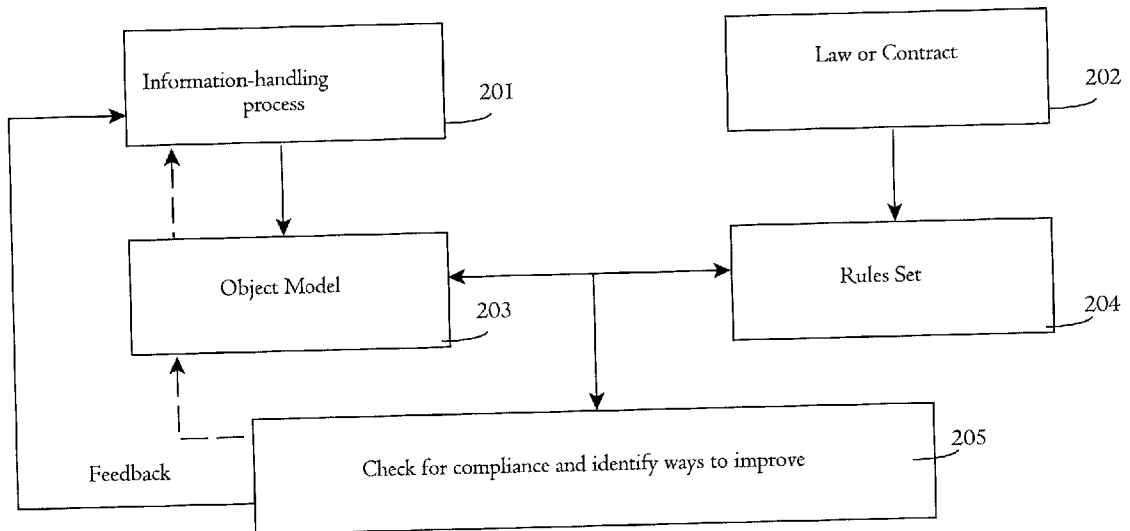 Information-handling
process
201
Law or Contract
202
Object Model
203
Rules Set
204
Feedback
Check for compliance and identify ways to improve
205